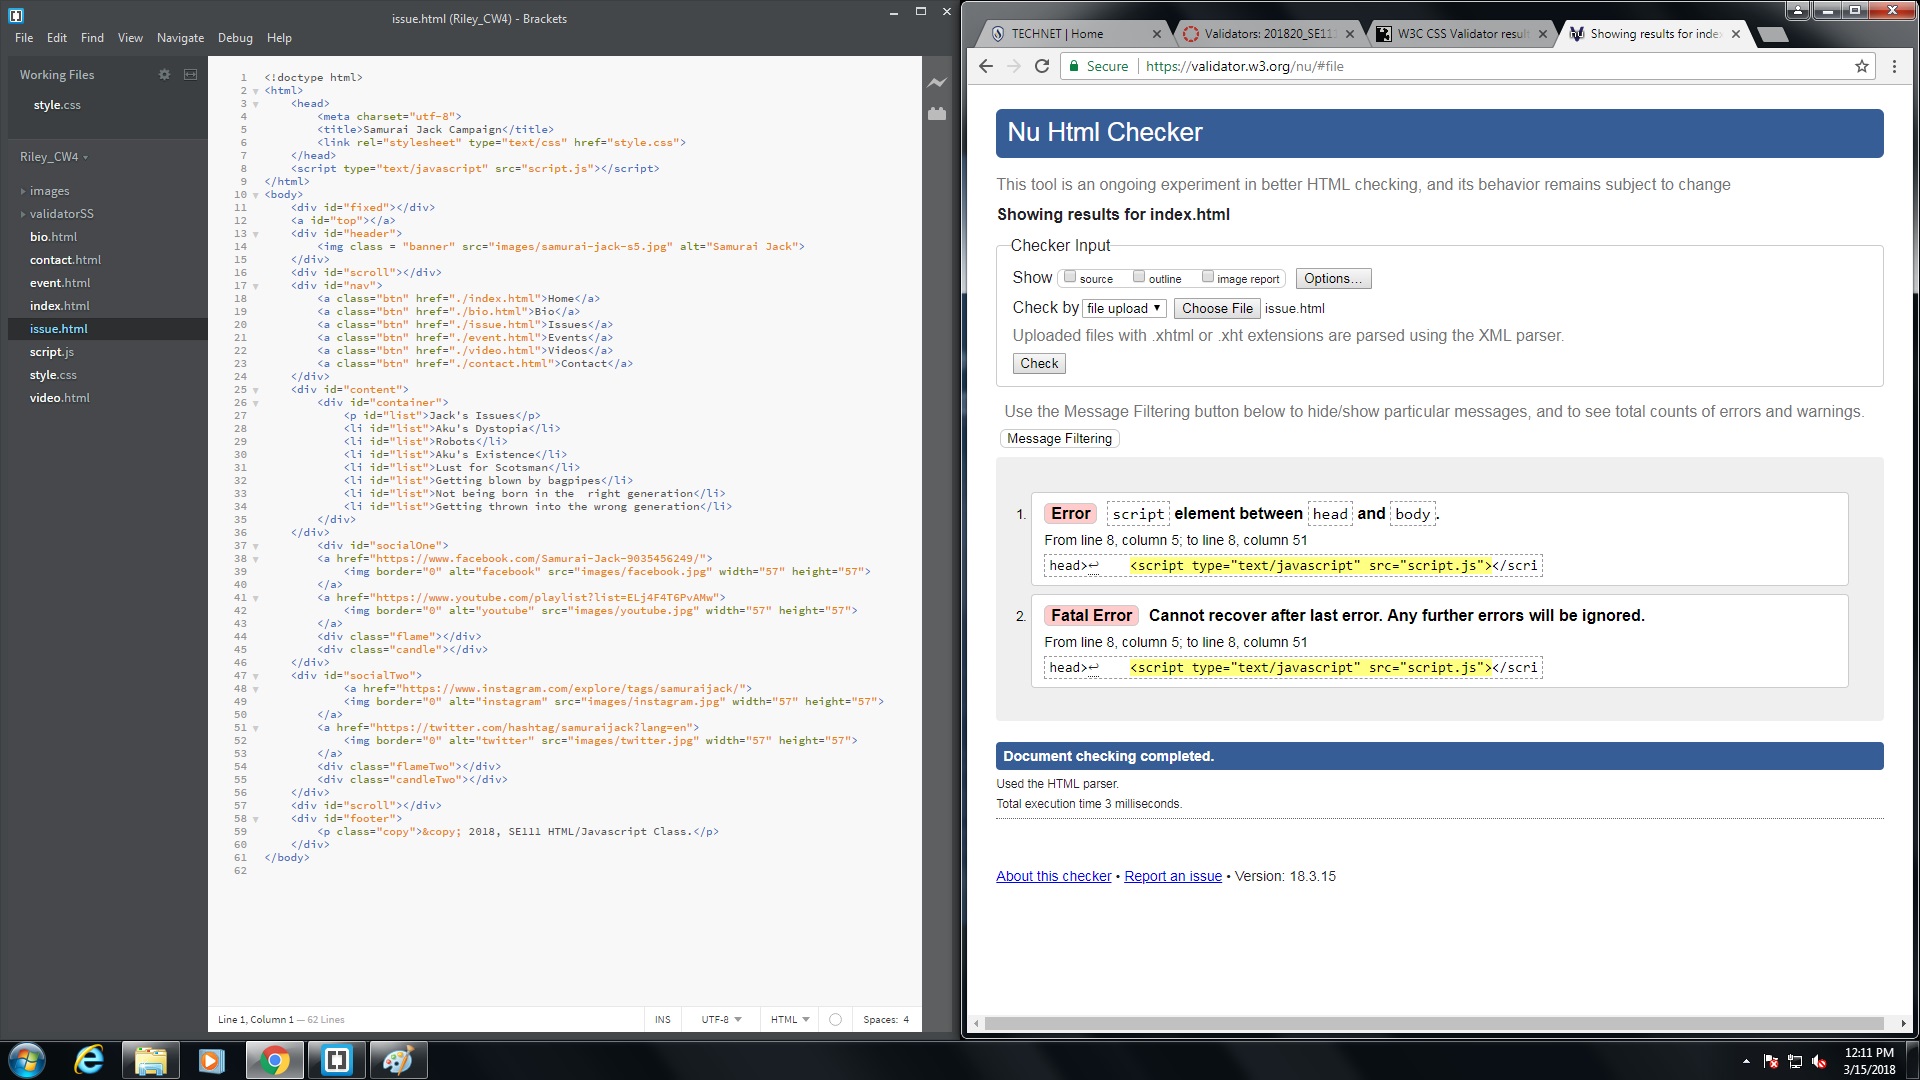 issue.html (Riley_CW4) - Brackets
File Edit Find View Navigate Debug Help
Working Files
style.css
Riley_CW4
images
validatorSS
bio.html
contact.html
event.html
index.html
issue.html
script.js
style.css
video.html
1 <!doctype html>
2 <html>
3 <head>
4 <meta charset="utf-8">
5 <title>Samurai Jack Campaign</title>
6 <link rel="stylesheet" type="text/css" href="style.css">
7 </head>
8 <script type="text/javascript" src="script.js"></script>
9 </html>
10 <body>
11 <div id="fixed"></div>
12 <a id="top"></a>
13 <div id="header">
14 <img class = "banner" src="images/samurai-jack-s5.jpg" alt="Samurai Jack">
15 </div>
16 <div id="scroll"></div>
17 <div id="nav">
18 <a class="btn" href="./index.html">Home</a>
19 <a class="btn" href="./bio.html">Bio</a>
20 <a class="btn" href="./issue.html">Issues</a>
21 <a class="btn" href="./event.html">Events</a>
22 <a class="btn" href="./video.html">Videos</a>
23 <a class="btn" href="./contact.html">Contact</a>
24 </div>
25 <div id="content">
26 <div id="container">
27 <p id="list">Jack's Issues</p>
28 <li id="list">Aku's Dystopia</li>
29 <li id="list">Robots</li>
30 <li id="list">Aku's Existence</li>
31 <li id="list">Lust for Scotsman</li>
32 <li id="list">Getting blown by bagpipes</li>
33 <li id="list">Not being born in the  right generation</li>
34 <li id="list">Getting thrown into the wrong generation</li>
35 </div>
36 </div>
37 <div id="socialOne">
38 <a href="https://www.facebook.com/Samurai-Jack-9035456249/">
39 <img border="0" alt="facebook" src="images/facebook.jpg" width="57" height="57">
40 </a>
41 <a href="https://www.youtube.com/playlist?list=ELj4F4T6PvAMw">
42 <img border="0" alt="youtube" src="images/youtube.jpg" width="57" height="57">
43 </a>
44 <div class="flame"></div>
45 <div class="candle"></div>
46 </div>
47 <div id="socialTwo">
48 <a href="https://www.instagram.com/explore/tags/samuraijack/">
49 <img border="0" alt="instagram" src="images/instagram.jpg" width="57" height="57">
50 </a>
51 <a href="https://twitter.com/hashtag/samuraijack?lang=en">
52 <img border="0" alt="twitter" src="images/twitter.jpg" width="57" height="57">
53 </a>
54 <div class="flameTwo"></div>
55 <div class="candleTwo"></div>
56 </div>
57 <div id="scroll"></div>
58 <div id="footer">
59 <p class="copy">&copy; 2018, SE111 HTML/Javascript Class.</p>
60 </div>
61 </body>
62
Line 1, Column 1 — 62 Lines
INS UTF-8 HTML Spaces: 4
TECHNET | Home
Validators: 201820_SE111
W3C CSS Validator result
Showing results for index
Secure https://validator.w3.org/nu/#file
Nu Html Checker
This tool is an ongoing experiment in better HTML checking, and its behavior remains subject to change
Showing results for index.html
Checker Input
Show source outline image report Options...
Check by file upload Choose File issue.html
Uploaded files with .xhtml or .xht extensions are parsed using the XML parser.
Check
Use the Message Filtering button below to hide/show particular messages, and to see total counts of errors and warnings.
Message Filtering
1. Error script element between head and body.
From line 8, column 5; to line 8, column 51
head>↩ <script type="text/javascript" src="script.js"></scri
2. Fatal Error Cannot recover after last error. Any further errors will be ignored.
From line 8, column 5; to line 8, column 51
head>↩ <script type="text/javascript" src="script.js"></scri
Document checking completed.
Used the HTML parser.
Total execution time 3 milliseconds.
About this checker • Report an issue • Version: 18.3.15
12:11 PM
3/15/2018